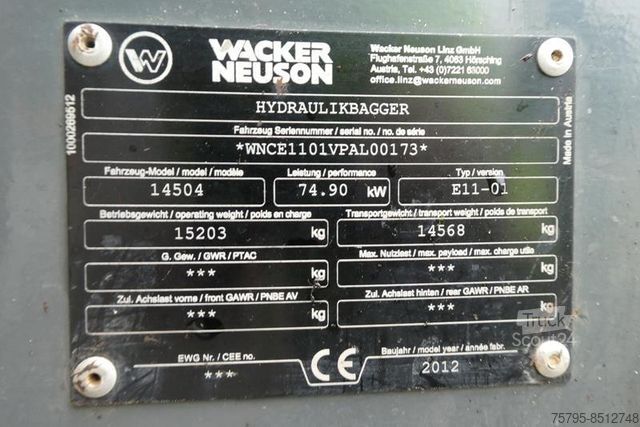 WACKER
NEUSON
Wacker Neuson Linz GmbH
Flughafenstraße 7, 4063 Hörsching
Austria, Tel. +43 (0)7221 63000
office.linz@wackerneuson.com
1000269512
Made in Austria
HYDRAULIKBAGGER
Fahrzeug Seriennummer / serial no. / no. de série
*WNCE1101VPAL00173*
Fahrzeug-Model / model / modèle Leistung / performance Typ / version
14504 74.90 kW E11-01
Betriebsgewicht / operating weight / poids en charge Transportgewicht / transport weight / poids de transport
15203 kg 14568 kg
G. Gew. / GWR / PTAC Max. Nutzlast / max. payload / max. charge utile
*** kg *** kg
Zul. Achslast vorne / front GAWR / PNBE AV Zul. Achslast hinten / rear GAWR / PNBE AR
*** kg *** kg
EWG Nr. / CEE no. CE Baujahr / model year / année fabr.
*** 2012
Truck
Scout24
75795-8512748